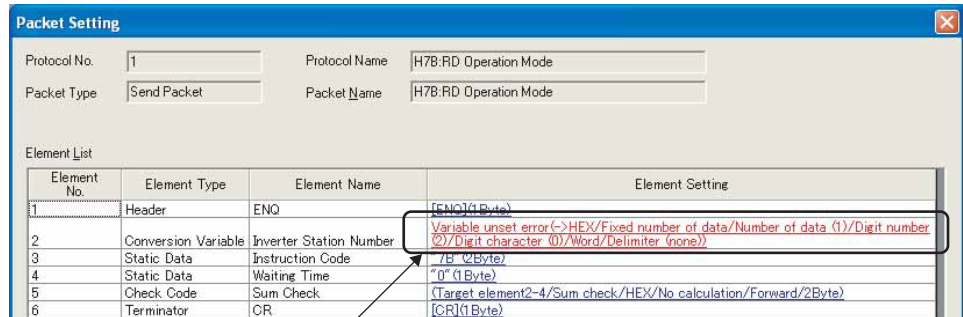 Packet Setting
Protocol No. 1 Protocol Name H7B:RD Operation Mode
Packet Type Send Packet Packet Name H7B:RD Operation Mode
Element List
Element No. Element Type Element Name Element Setting
1 Header ENQ [ENQ](1Byte)
2 Conversion Variable Inverter Station Number Variable unset error(->HEX/Fixed number of data/Number of data (1)/Digit number
(2)/Digit character (0)/Word/Delimiter (none))
3 Static Data Instruction Code "7B"(2Byte)
4 Static Data Waiting Time "0"(1Byte)
5 Check Code Sum Check (Target element2-4/Sum check/HEX/No calculation/Forward/2Byte)
6 Terminator CR [CR](1Byte)